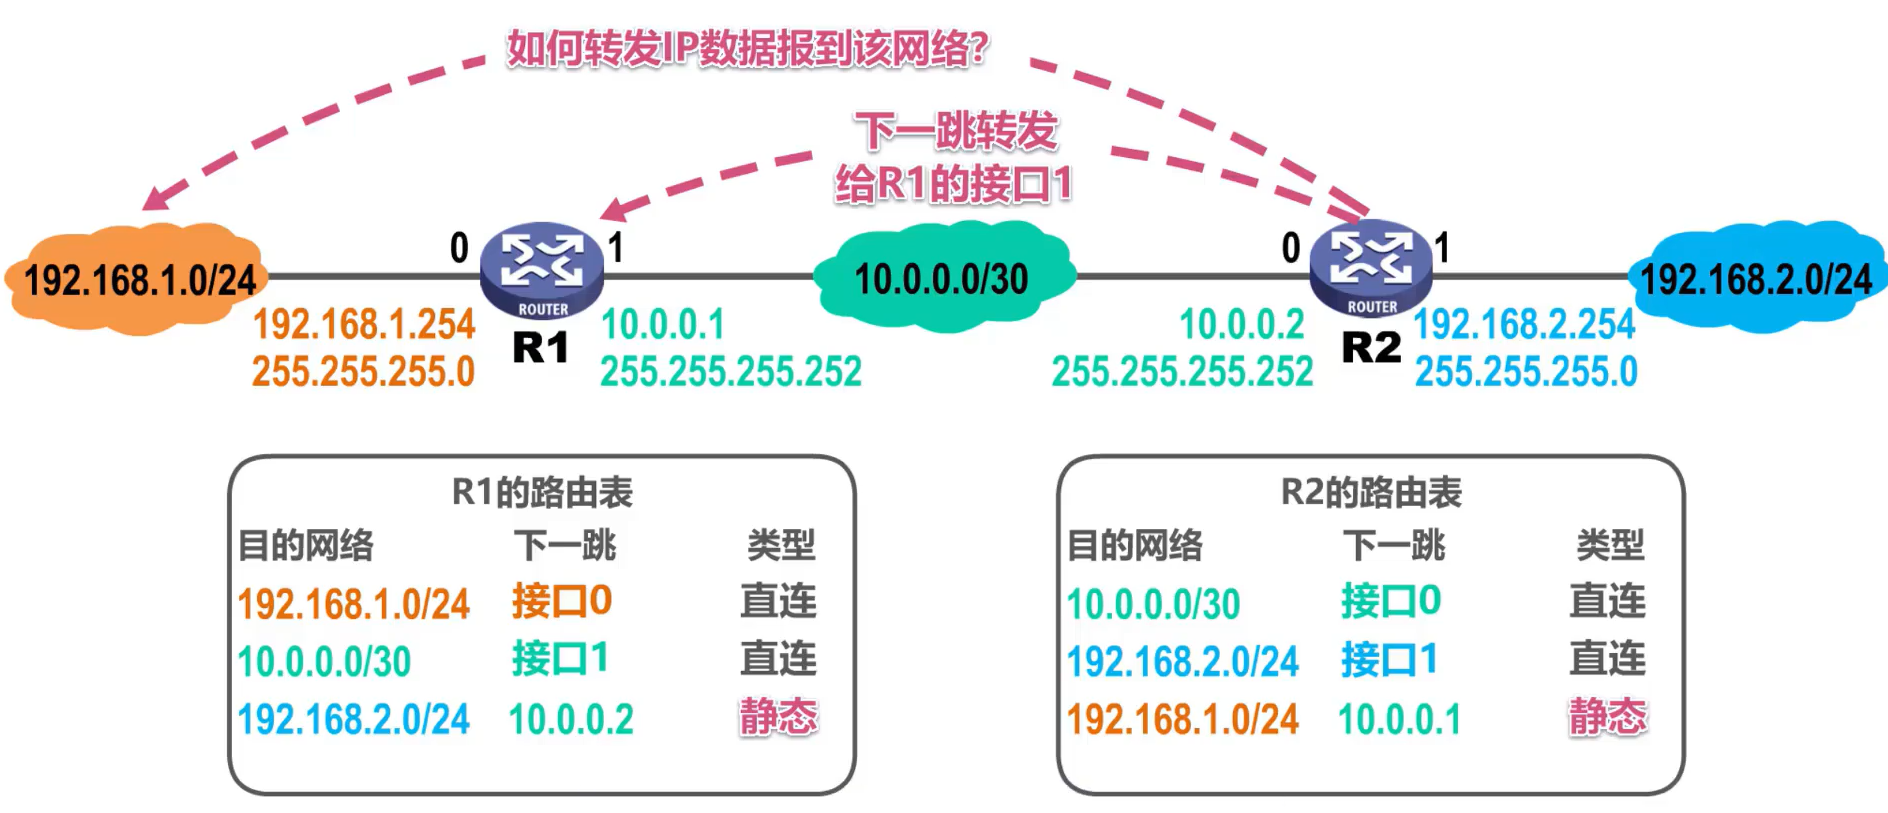 如何转发IP数据报到该网络?
下一跳转发
给R1的接口1
192.168.1.0/24
0
ROUTER
R1
1
192.168.1.254
255.255.255.0
10.0.0.1
255.255.255.252
10.0.0.0/30
0
10.0.0.2
255.255.255.252
ROUTER
R2
1
192.168.2.254
255.255.255.0
192.168.2.0/24
R1的路由表
目的网络 下一跳 类型
192.168.1.0/24 接口0 直连
10.0.0.0/30 接口1 直连
192.168.2.0/24 10.0.0.2 静态
R2的路由表
目的网络 下一跳 类型
10.0.0.0/30 接口0 直连
192.168.2.0/24 接口1 直连
192.168.1.0/24 10.0.0.1 静态